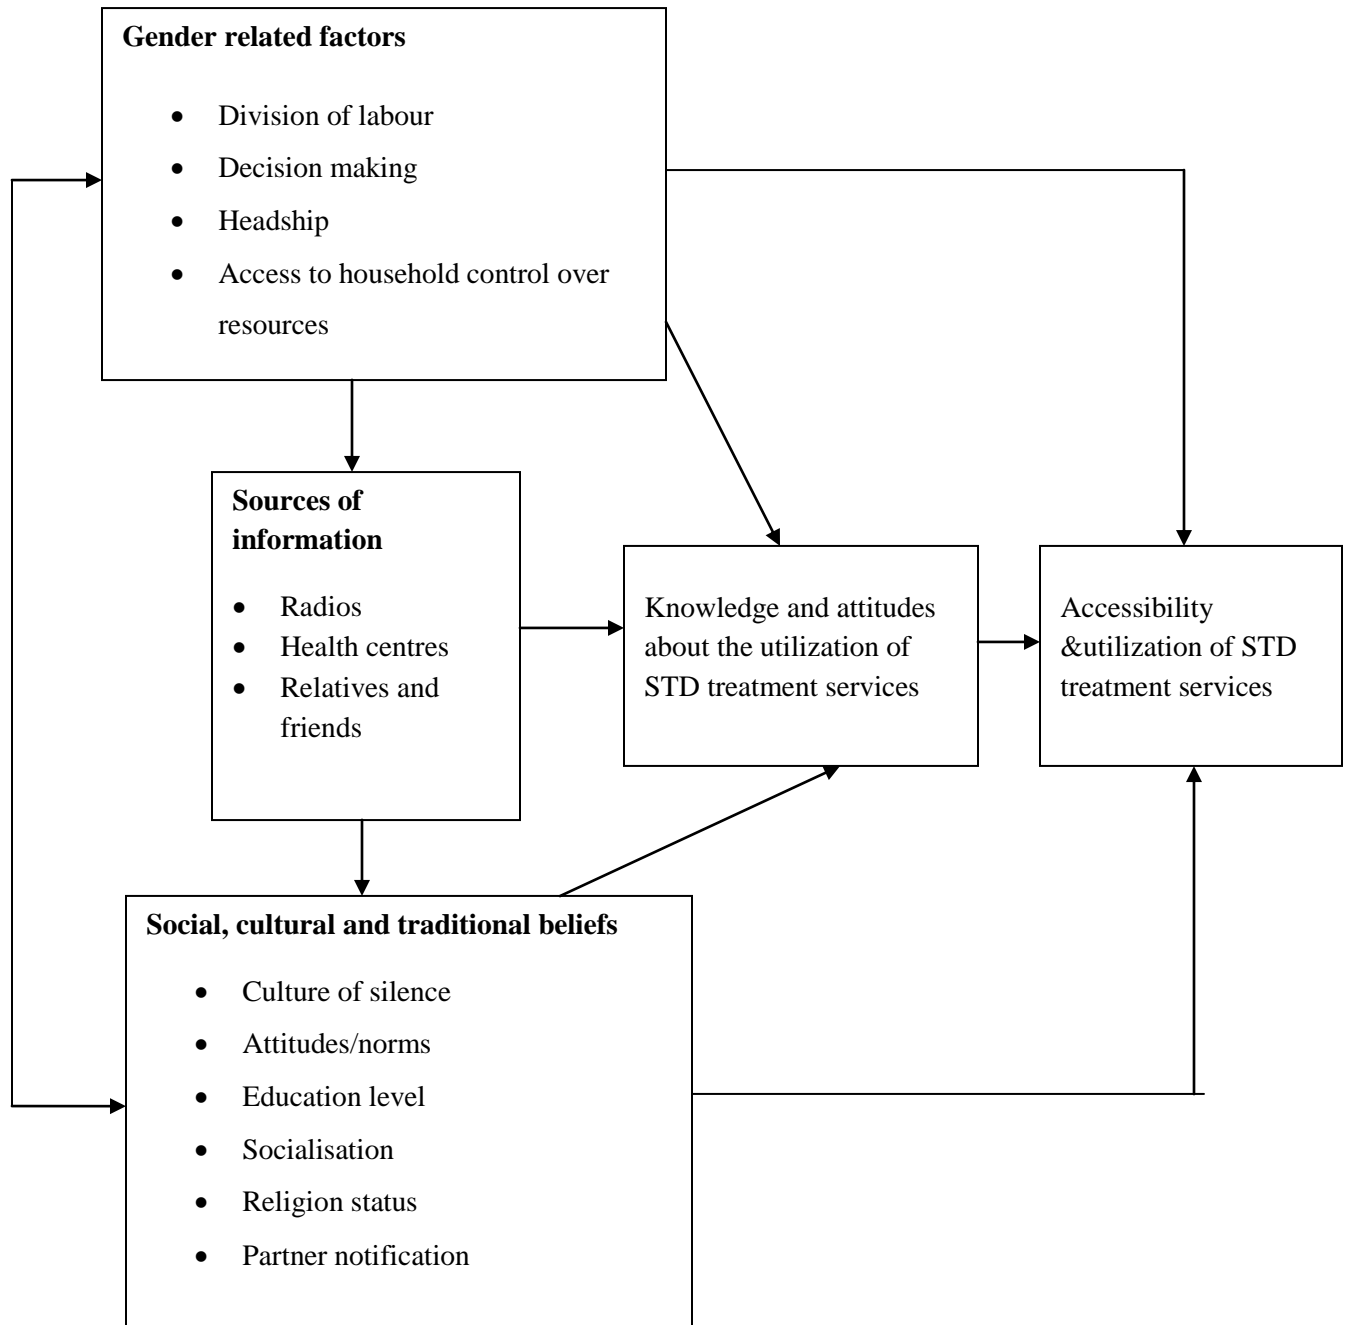 Gender related factors
• Division of labour
• Decision making
• Headship
• Access to household control over
resources
Sources of
information
• Radios
• Health centres
• Relatives and
friends
Knowledge and attitudes
about the utilization of
STD treatment services
Accessibility
&utilization of STD
treatment services
Social, cultural and traditional beliefs
• Culture of silence
• Attitudes/norms
• Education level
• Socialisation
• Religion status
• Partner notification